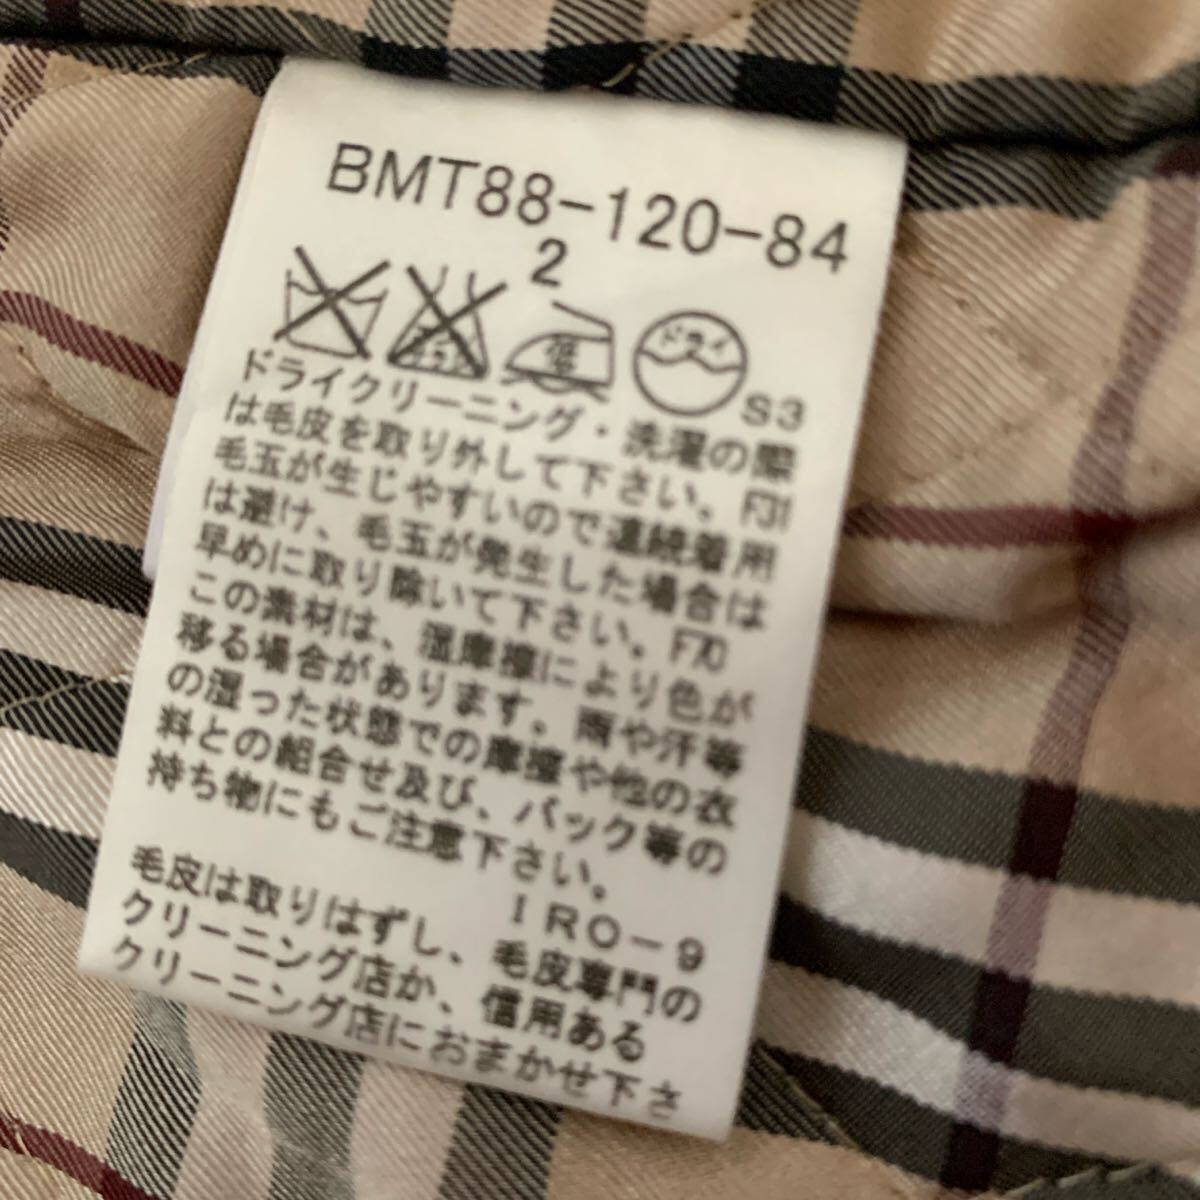 BMT88-120-84
2
低 ドライ
S3
ドライクリーニング・洗濯の際
は毛皮を取り外して下さい。F31
毛玉が生じやすいので連続着用
は避け、毛玉が発生した場合は
早めに取り除いて下さい。F70
この素材は、湿摩擦により色が
移る場合があります。雨や汗等
の湿った状態での摩擦や他の衣
料との組合せ及び、バック等の
持ち物にもご注意下さい。
IRO-9
毛皮は取りはずし、毛皮専門の
クリーニング店か、信用ある
クリーニング店におまかせ下さ